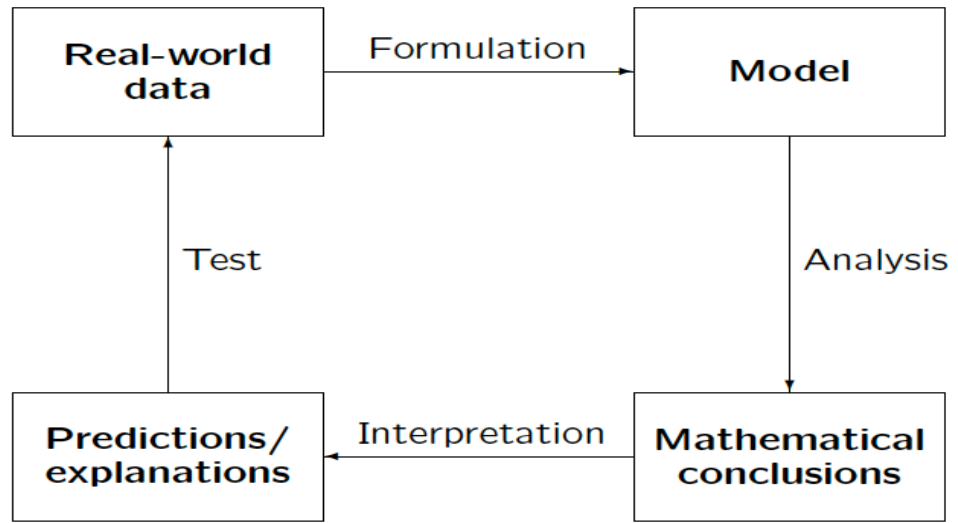 Real-world
data
Formulation
Model
Test
Analysis
Predictions/
explanations
Interpretation
Mathematical
conclusions